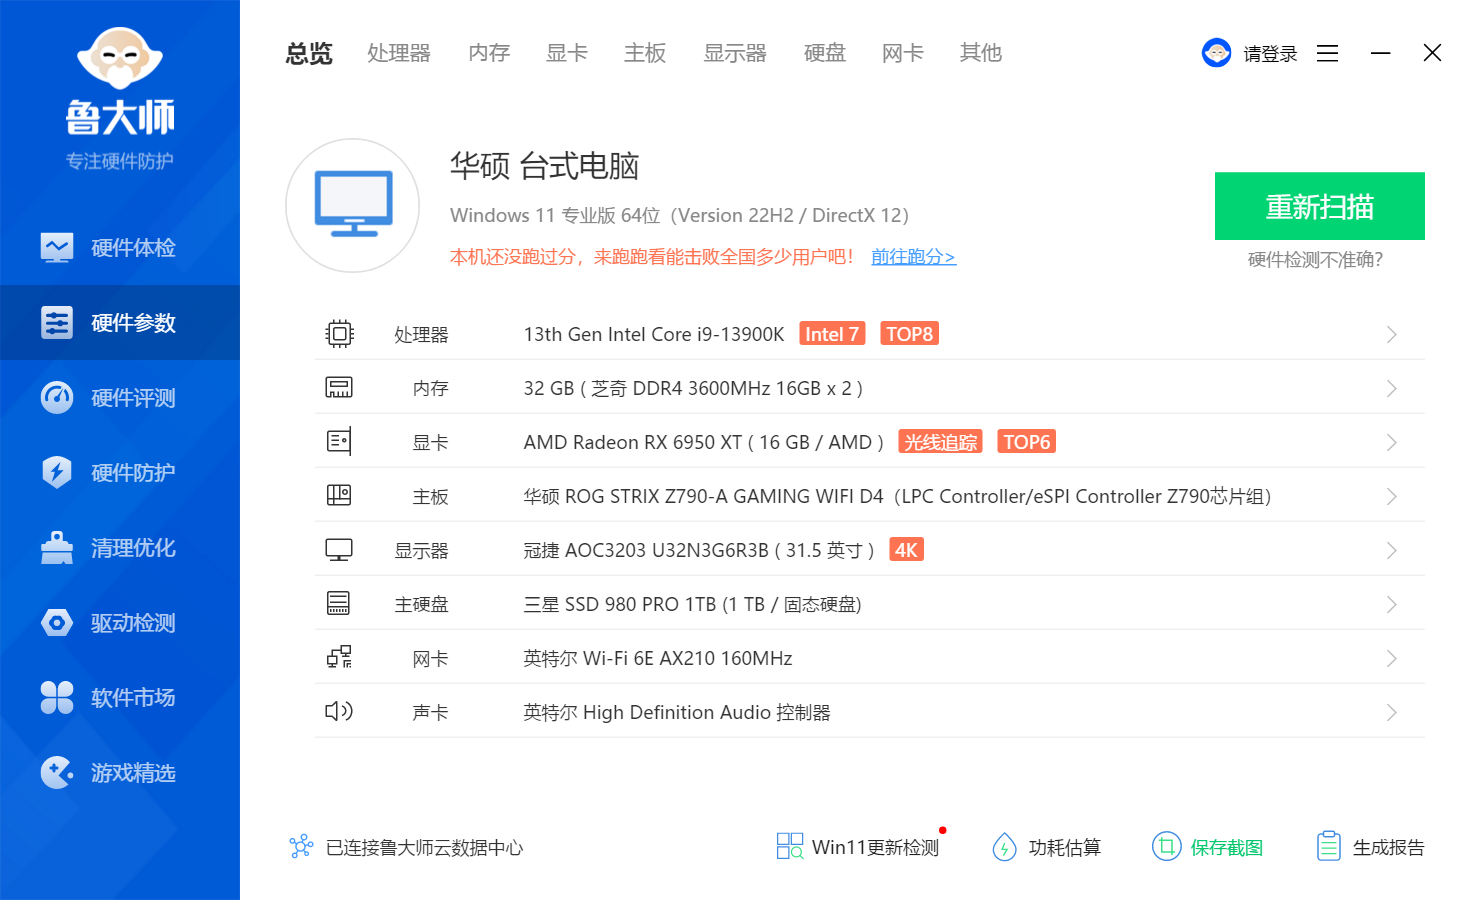 鲁大师
专注硬件防护
硬件体检
硬件参数
硬件评测
硬件防护
清理优化
驱动检测
软件市场
游戏精选
总览 处理器 内存 显卡 主板 显示器 硬盘 网卡 其他 请登录
华硕 台式电脑
Windows 11 专业版 64位（Version 22H2 / DirectX 12）
本机还没跑过分，来跑跑看能击败全国多少用户吧！ 前往跑分>
重新扫描
硬件检测不准确？
处理器 13th Gen Intel Core i9-13900K Intel 7 TOP8
内存 32 GB ( 芝奇 DDR4 3600MHz 16GB x 2 )
显卡 AMD Radeon RX 6950 XT ( 16 GB / AMD ) 光线追踪 TOP6
主板 华硕 ROG STRIX Z790-A GAMING WIFI D4（LPC Controller/eSPI Controller Z790芯片组）
显示器 冠捷 AOC3203 U32N3G6R3B ( 31.5 英寸 ) 4K
主硬盘 三星 SSD 980 PRO 1TB (1 TB / 固态硬盘)
网卡 英特尔 Wi-Fi 6E AX210 160MHz
声卡 英特尔 High Definition Audio 控制器
已连接鲁大师云数据中心 Win11更新检测 功耗估算 保存截图 生成报告